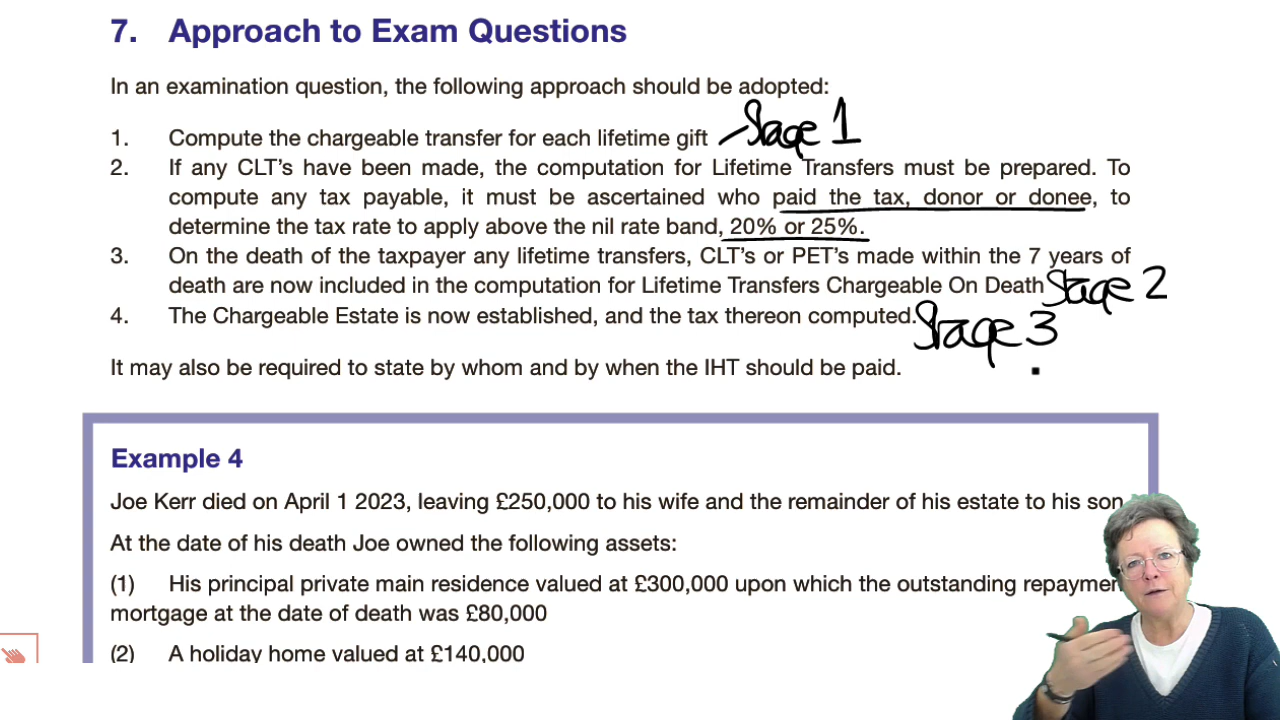 7. Approach to Exam Questions
In an examination question, the following approach should be adopted:
1. Compute the chargeable transfer for each lifetime gift Stage 1
2. If any CLT's have been made, the computation for Lifetime Transfers must be prepared. To
compute any tax payable, it must be ascertained who paid the tax, donor or donee, to
determine the tax rate to apply above the nil rate band, 20% or 25%.
3. On the death of the taxpayer any lifetime transfers, CLT's or PET's made within the 7 years of
death are now included in the computation for Lifetime Transfers Chargeable On Death Stage 2
4. The Chargeable Estate is now established, and the tax thereon computed. Stage 3
It may also be required to state by whom and by when the IHT should be paid.
Example 4
Joe Kerr died on April 1 2023, leaving £250,000 to his wife and the remainder of his estate to his son
At the date of his death Joe owned the following assets:
(1) His principal private main residence valued at £300,000 upon which the outstanding repaymen
mortgage at the date of death was £80,000
(2) A holiday home valued at £140,000